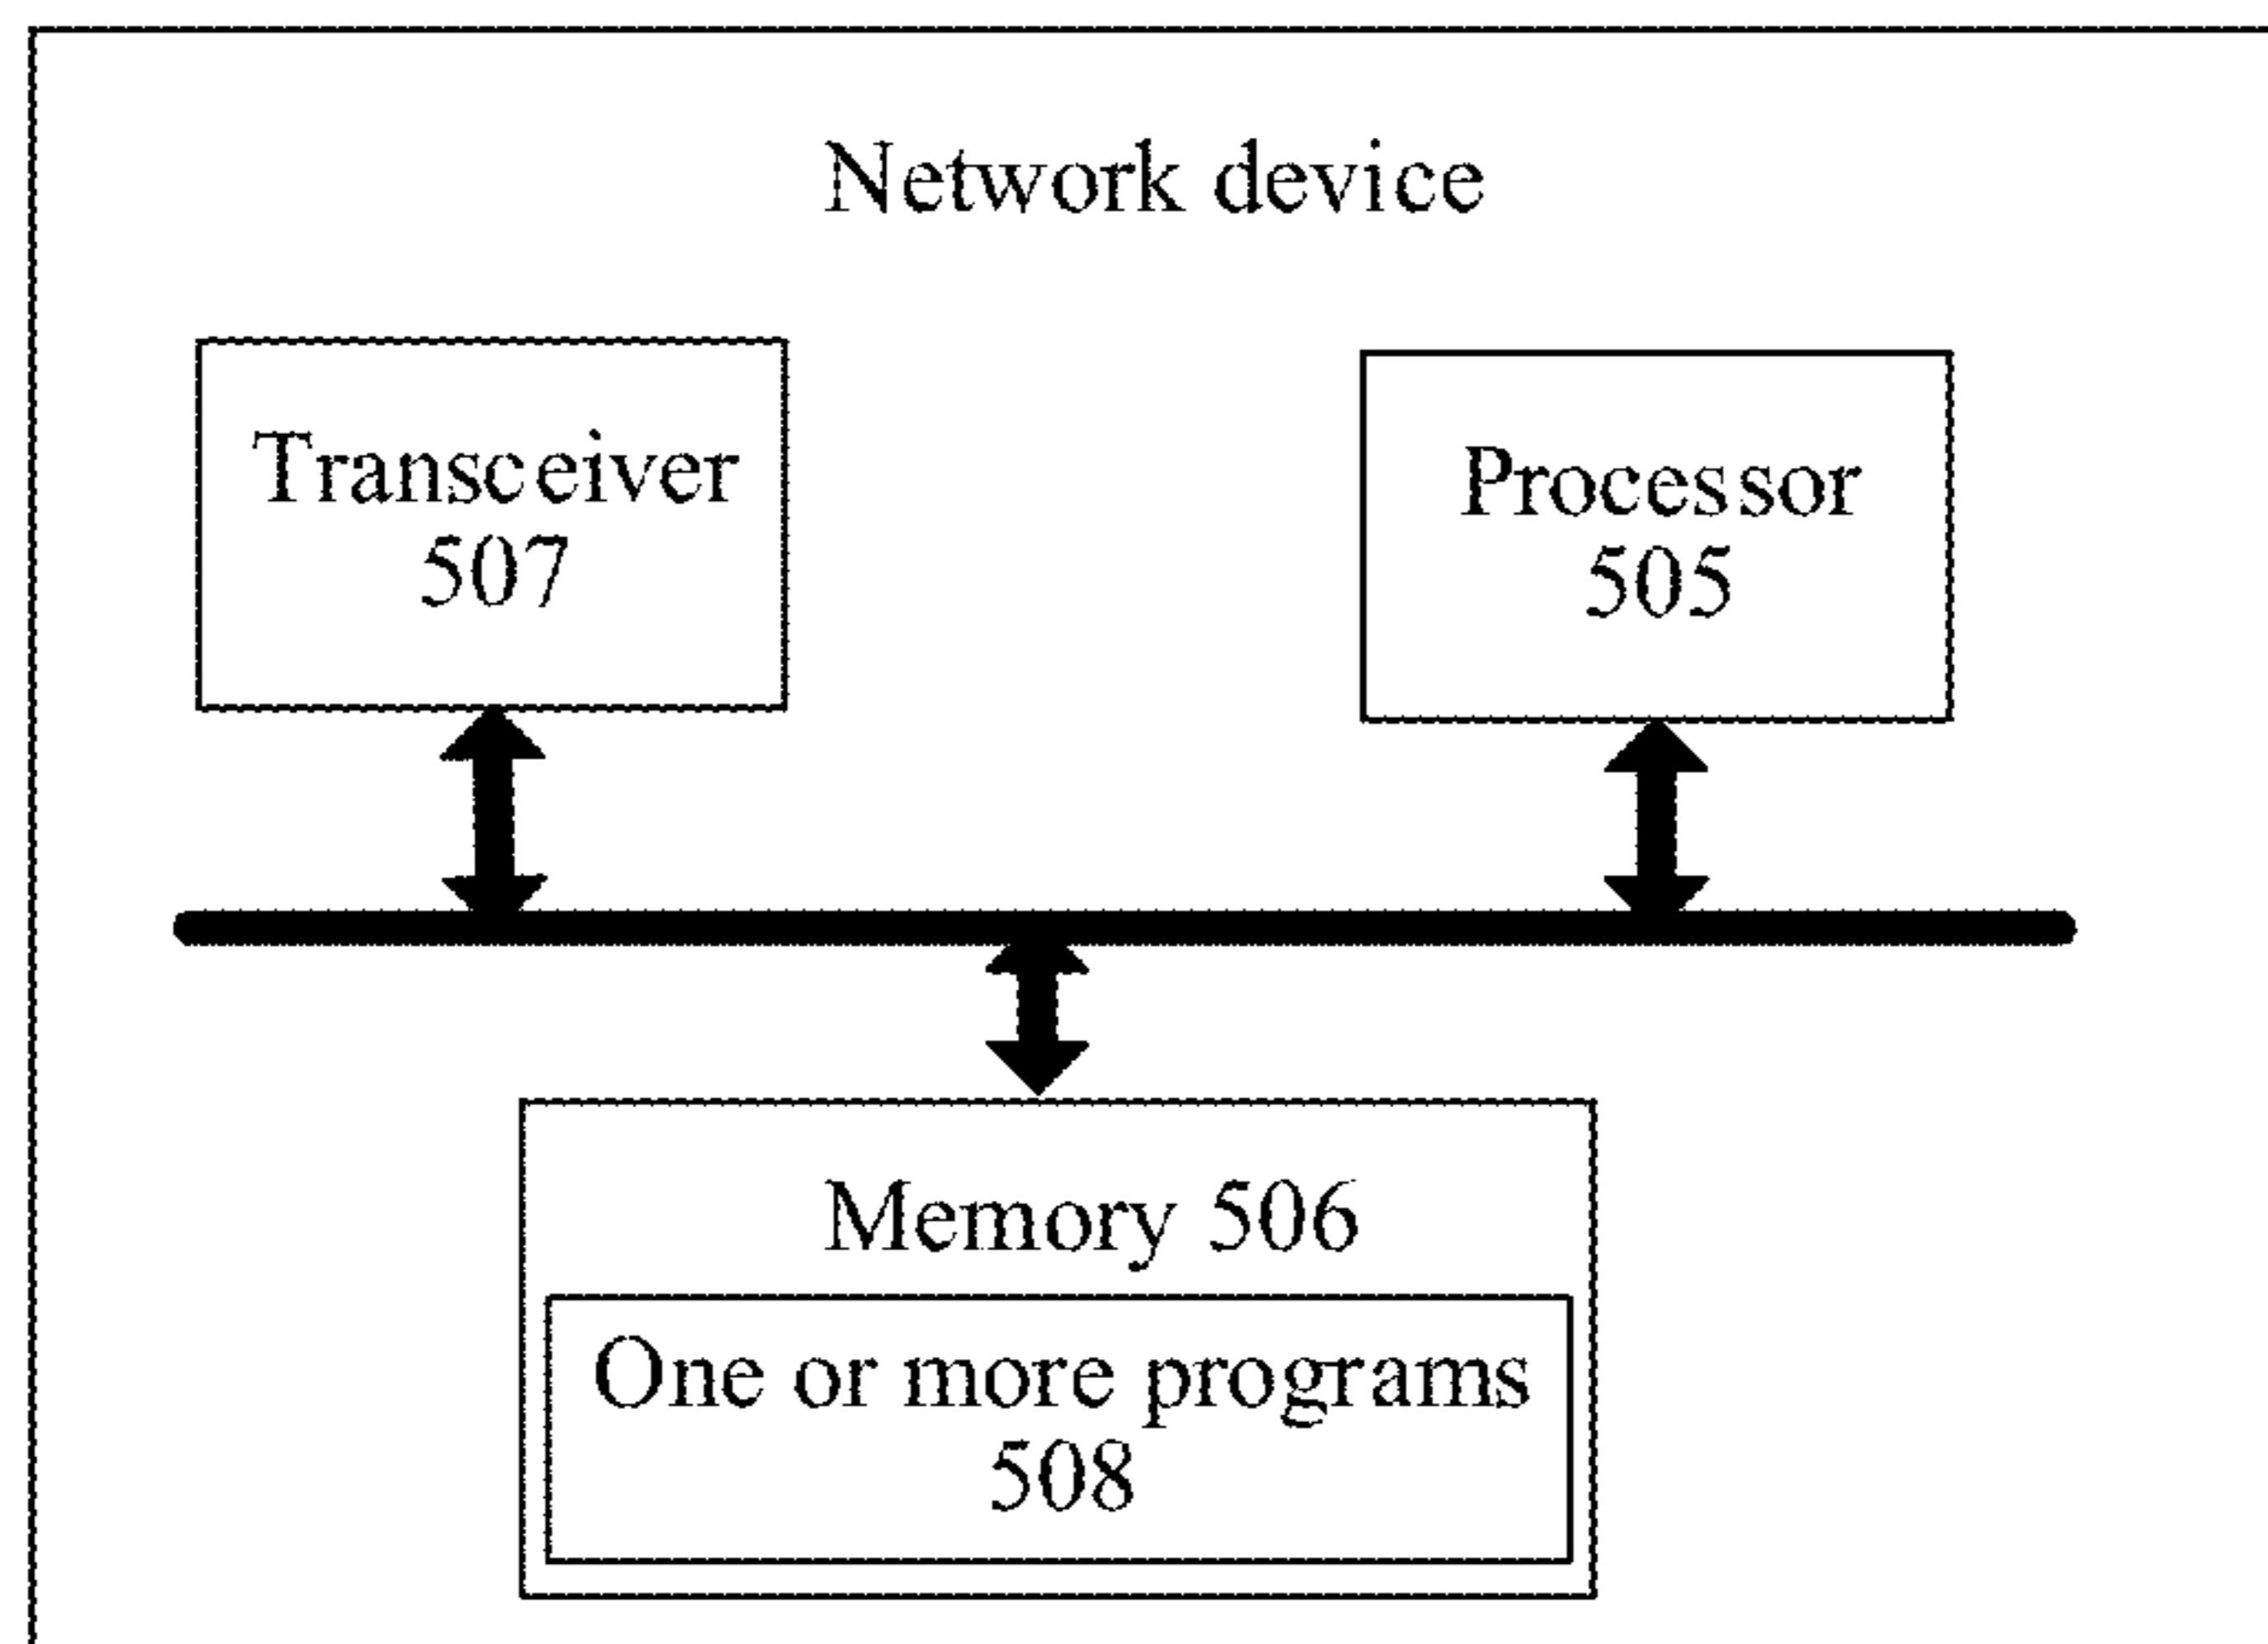 Network device
Transceiver
507
Processor
505
Memory 506
One or more programs
508